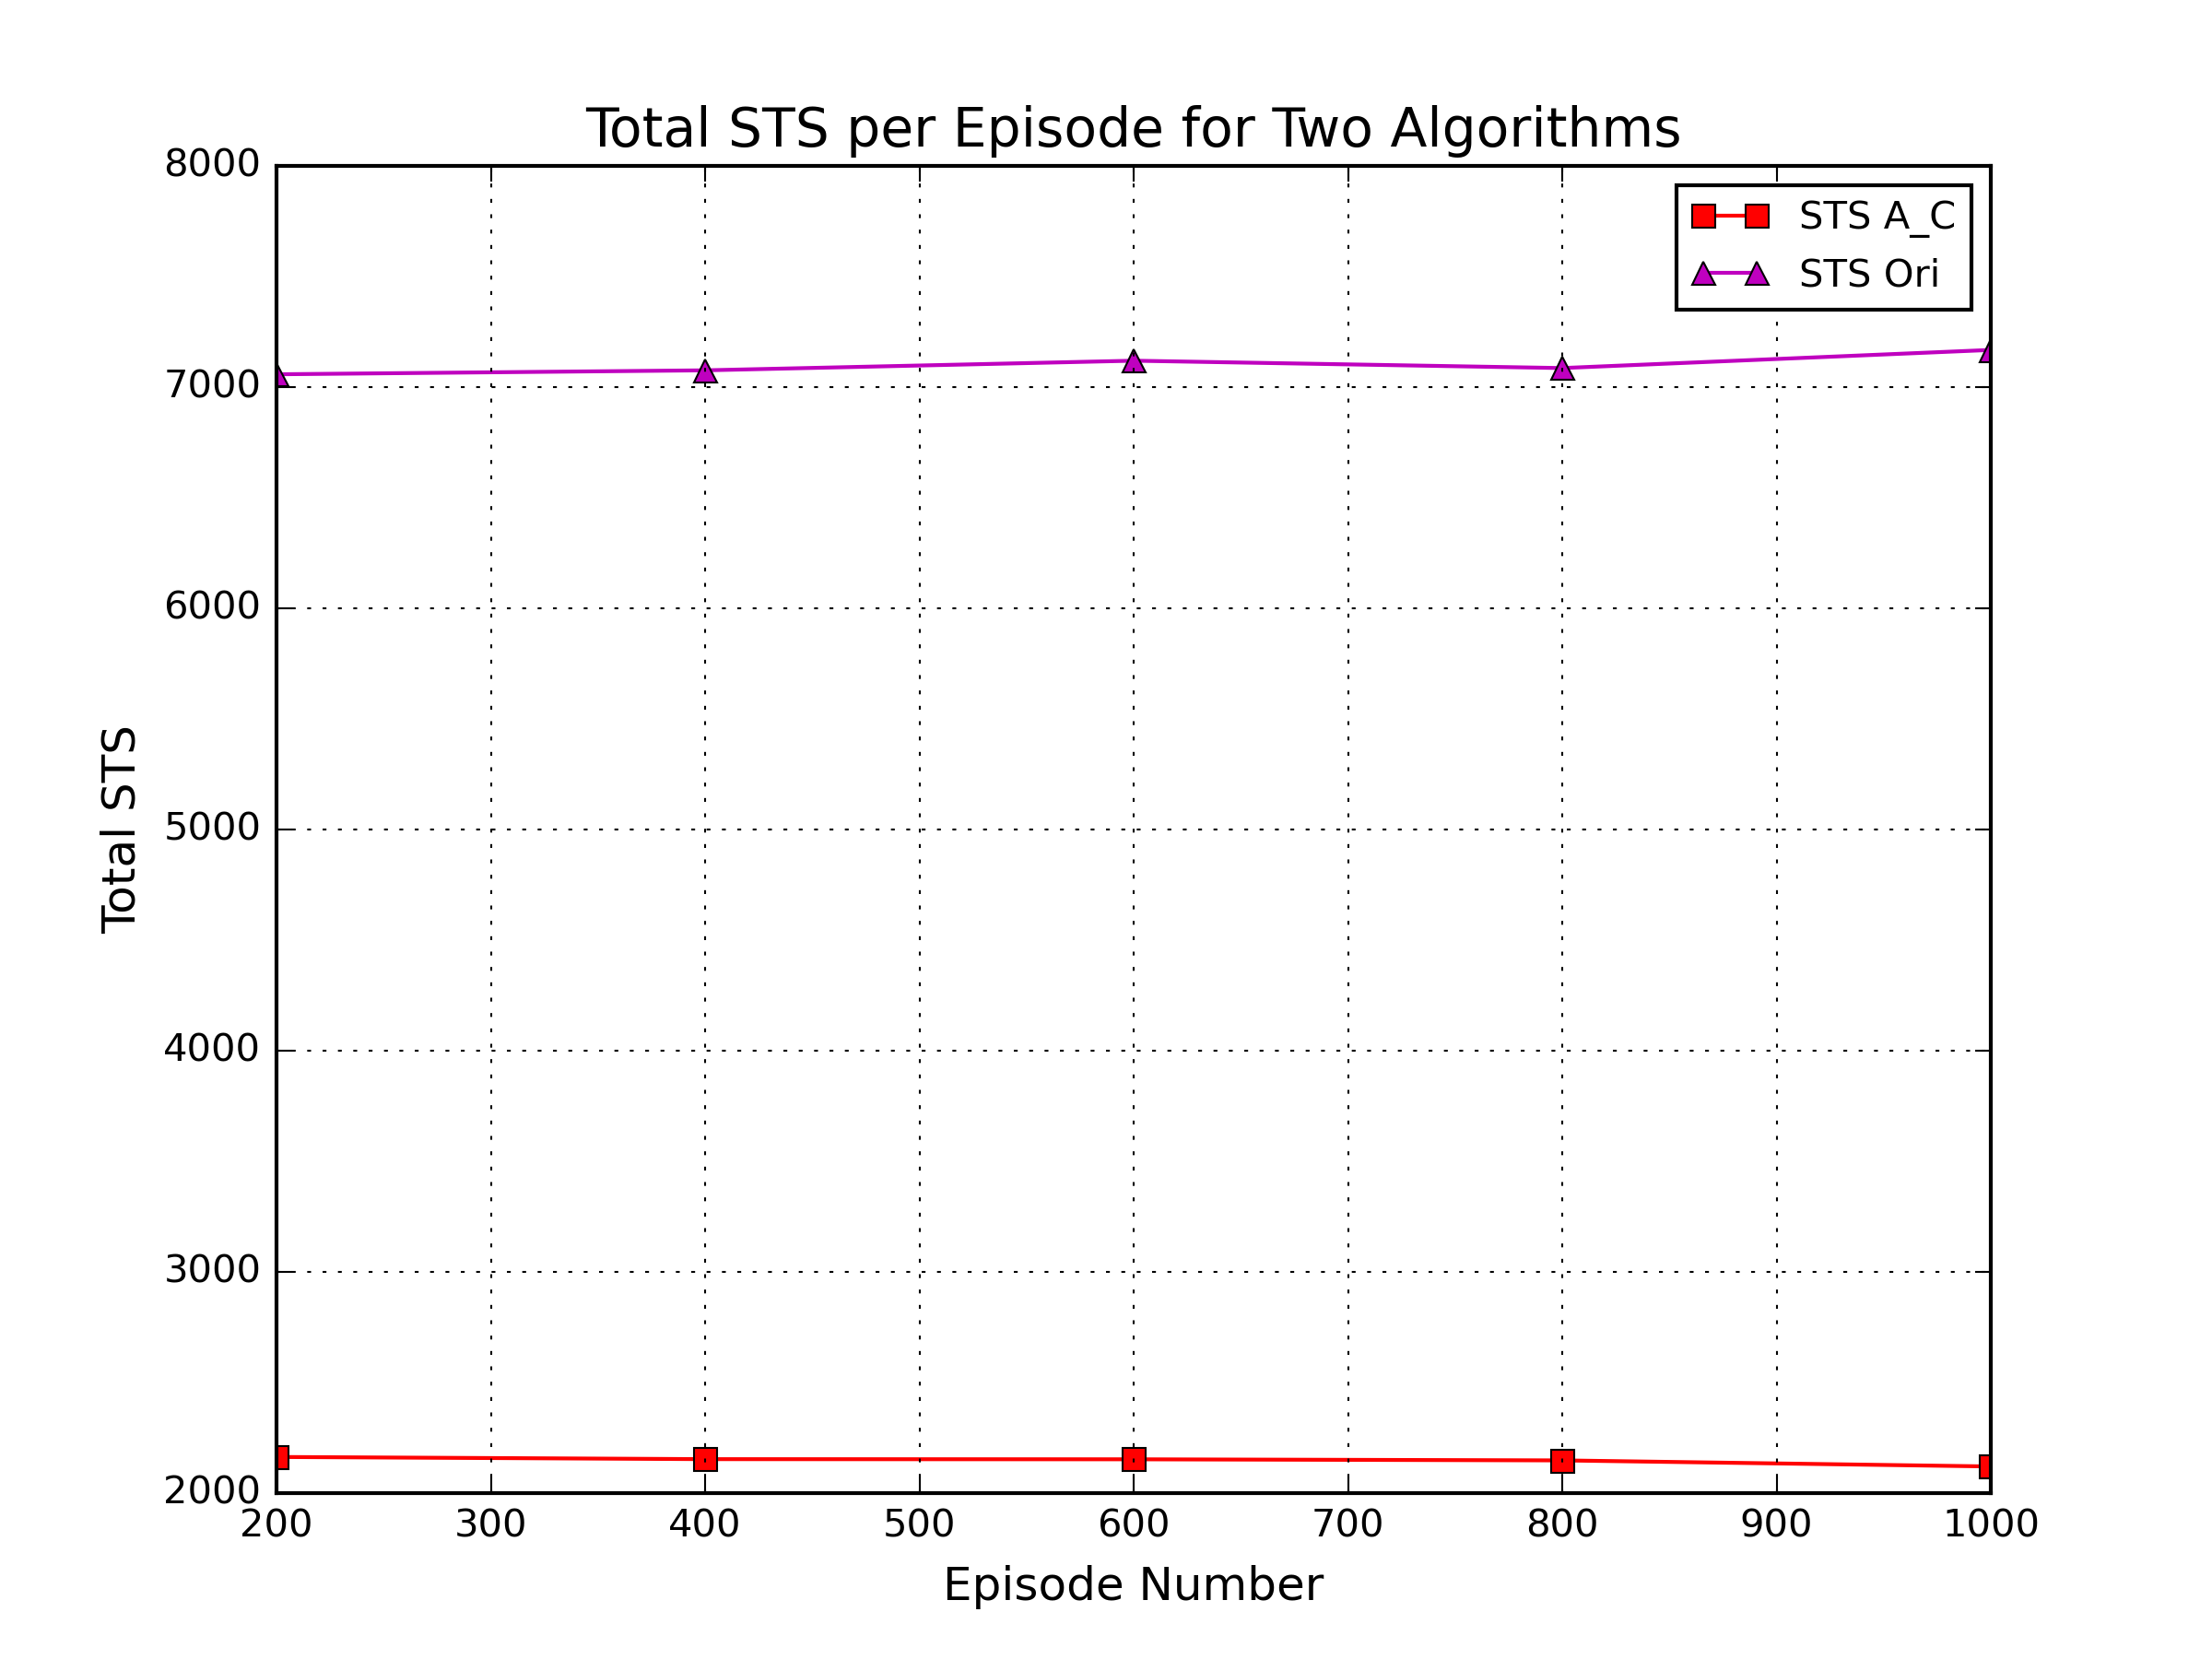 Total STS per Episode for Two Algorithms
8000
7000
6000
5000
4000
3000
2000
Total STS
STS A_C
STS Ori
200 300 400 500 600 700 800 900 1000
Episode Number